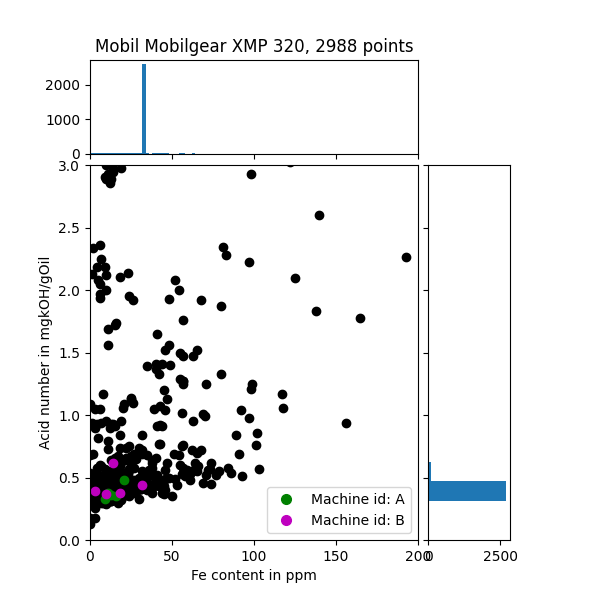 Mobil Mobilgear XMP 320, 2988 points
2000
1000
0
3.0
2.5
2.0
1.5
1.0
0.5
0.0
Acid number in mgkOH/gOil
Machine id: A
Machine id: B
0 50 100 150 200 0 2500
Fe content in ppm